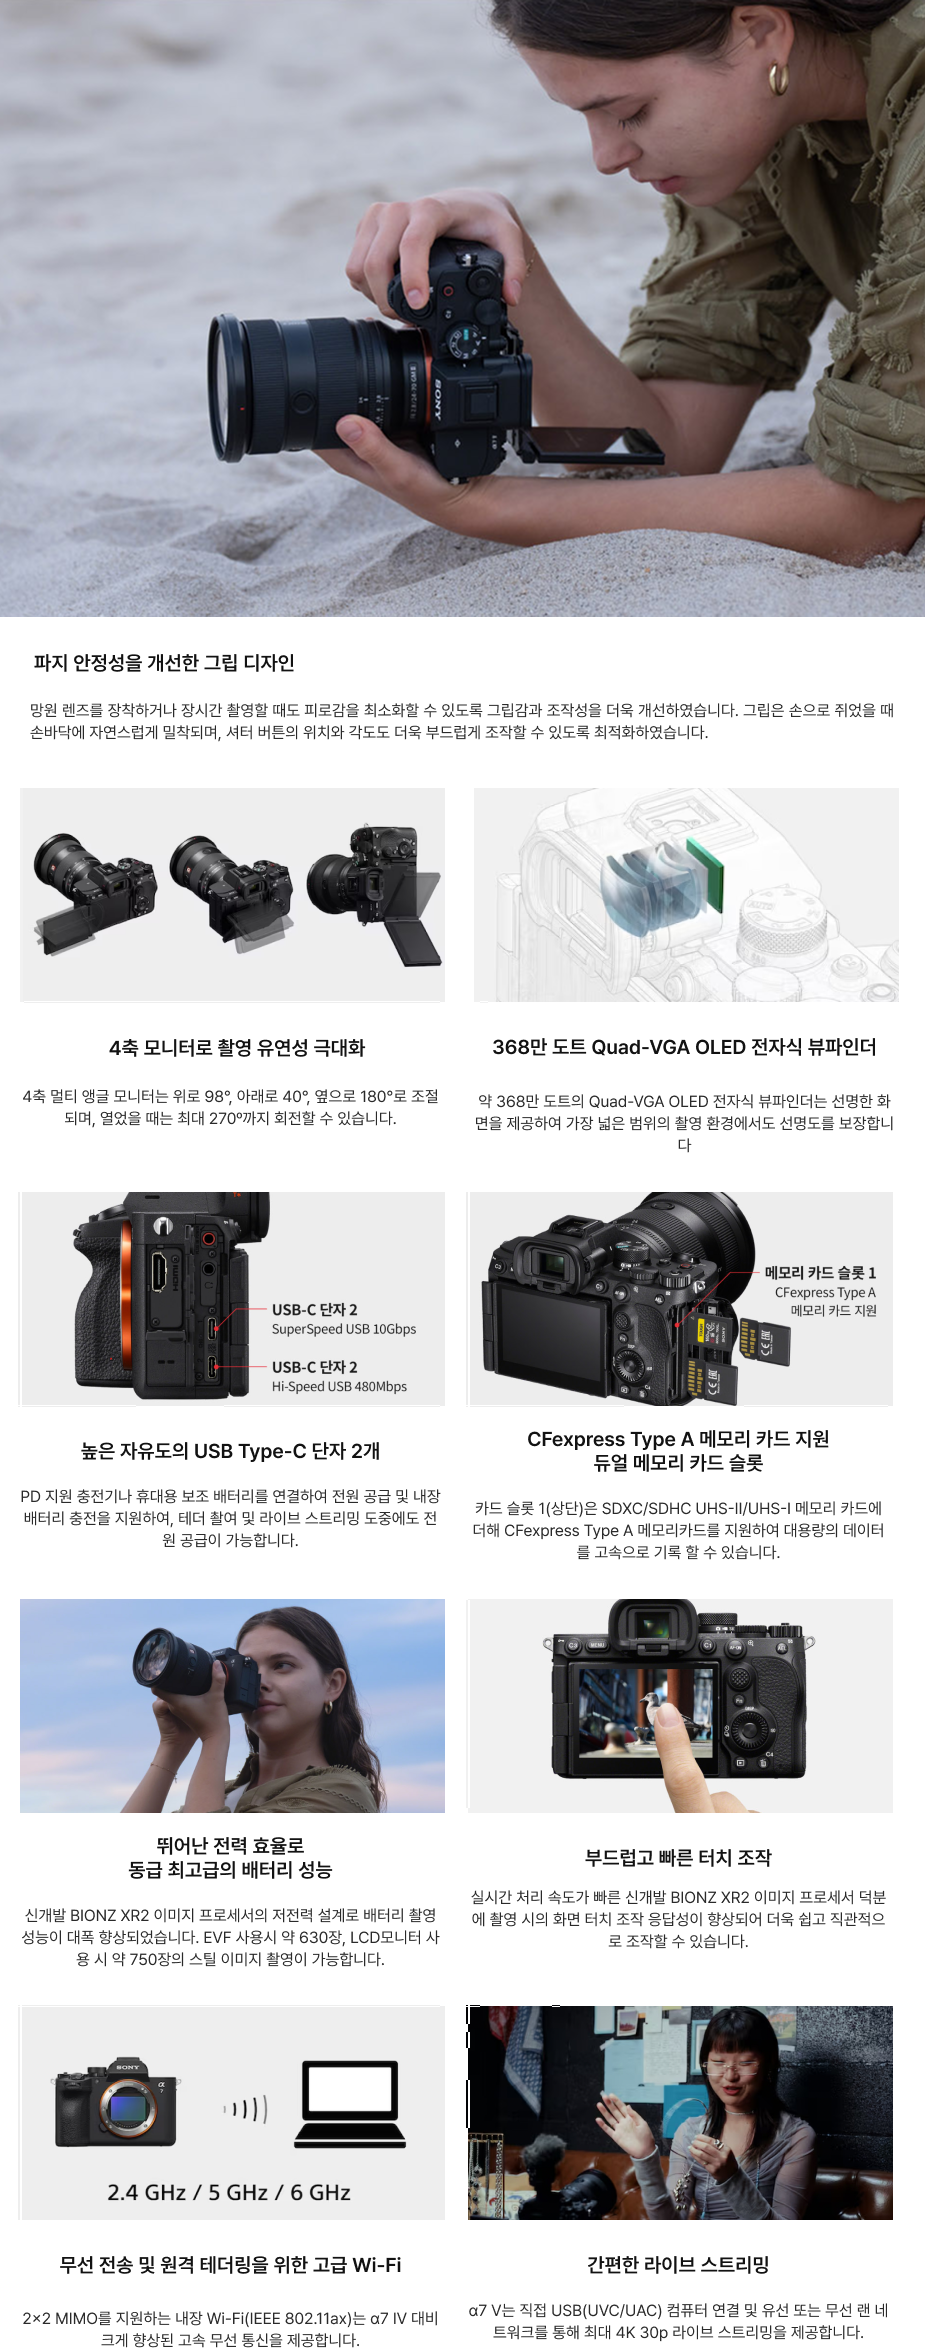 SONY
파지 안정성을 개선한 그립 디자인
망원 렌즈를 장착하거나 장시간 촬영할 때도 피로감을 최소화할 수 있도록 그립감과 조작성을 더욱 개선하였습니다. 그립은 손으로 쥐었을 때
손바닥에 자연스럽게 밀착되며, 셔터 버튼의 위치와 각도도 더욱 부드럽게 조작할 수 있도록 최적화하였습니다.
4축 모니터로 촬영 유연성 극대화
4축 멀티 앵글 모니터는 위로 98°, 아래로 40°, 옆으로 180°로 조절
되며, 열었을 때는 최대 270º까지 회전할 수 있습니다.
AUTO
368만 도트 Quad-VGA OLED 전자식 뷰파인더
약 368만 도트의 Quad-VGA OLED 전자식 뷰파인더는 선명한 화
면을 제공하여 가장 넓은 범위의 촬영 환경에서도 선명도를 보장합니
다
HDMI
USB-C 단자 2
SuperSpeed USB 10Gbps
USB-C 단자 2
Hi-Speed USB 480Mbps
높은 자유도의 USB Type-C 단자 2개
PD 지원 충전기나 휴대용 보조 배터리를 연결하여 전원 공급 및 내장
배터리 충전을 지원하여, 테더 촬여 및 라이브 스트리밍 도중에도 전
원 공급이 가능합니다.
메모리 카드 슬롯 1
CFexpress Type A
메모리 카드 지원
CFexpress Type A 메모리 카드 지원
듀얼 메모리 카드 슬롯
카드 슬롯 1(상단)은 SDXC/SDHC UHS-II/UHS-I 메모리 카드에
더해 CFexpress Type A 메모리카드를 지원하여 대용량의 데이터
를 고속으로 기록 할 수 있습니다.
뛰어난 전력 효율로
동급 최고급의 배터리 성능
신개발 BIONZ XR2 이미지 프로세서의 저전력 설계로 배터리 촬영
성능이 대폭 향상되었습니다. EVF 사용시 약 630장, LCD모니터 사
용 시 약 750장의 스틸 이미지 촬영이 가능합니다.
C3 MENU
C1
AF-ON
AEL
Fn
C4
부드럽고 빠른 터치 조작
실시간 처리 속도가 빠른 신개발 BIONZ XR2 이미지 프로세서 덕분
에 촬영 시의 화면 터치 조작 응답성이 향상되어 더욱 쉽고 직관적으
로 조작할 수 있습니다.
SONY
α
7
2.4 GHz / 5 GHz / 6 GHz
무선 전송 및 원격 테더링을 위한 고급 Wi-Fi
2x2 MIMO를 지원하는 내장 Wi-Fi(IEEE 802.11ax)는 α7 IV 대비
크게 향상된 고속 무선 통신을 제공합니다.
간편한 라이브 스트리밍
α7 V는 직접 USB(UVC/UAC) 컴퓨터 연결 및 유선 또는 무선 랜 네
트워크를 통해 최대 4K 30p 라이브 스트리밍을 제공합니다.